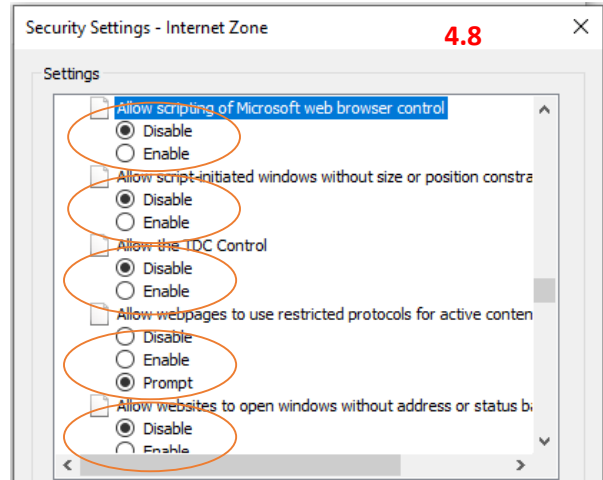 Security Settings - Internet Zone
4.8
Settings
Allow scripting of Microsoft web browser control
Disable
Enable
Allow script-initiated windows without size or position constra
Disable
Enable
Allow the TDC Control
Disable
Enable
Allow webpages to use restricted protocols for active conten
Disable
Enable
Prompt
Allow websites to open windows without address or status ba
Disable
Enable